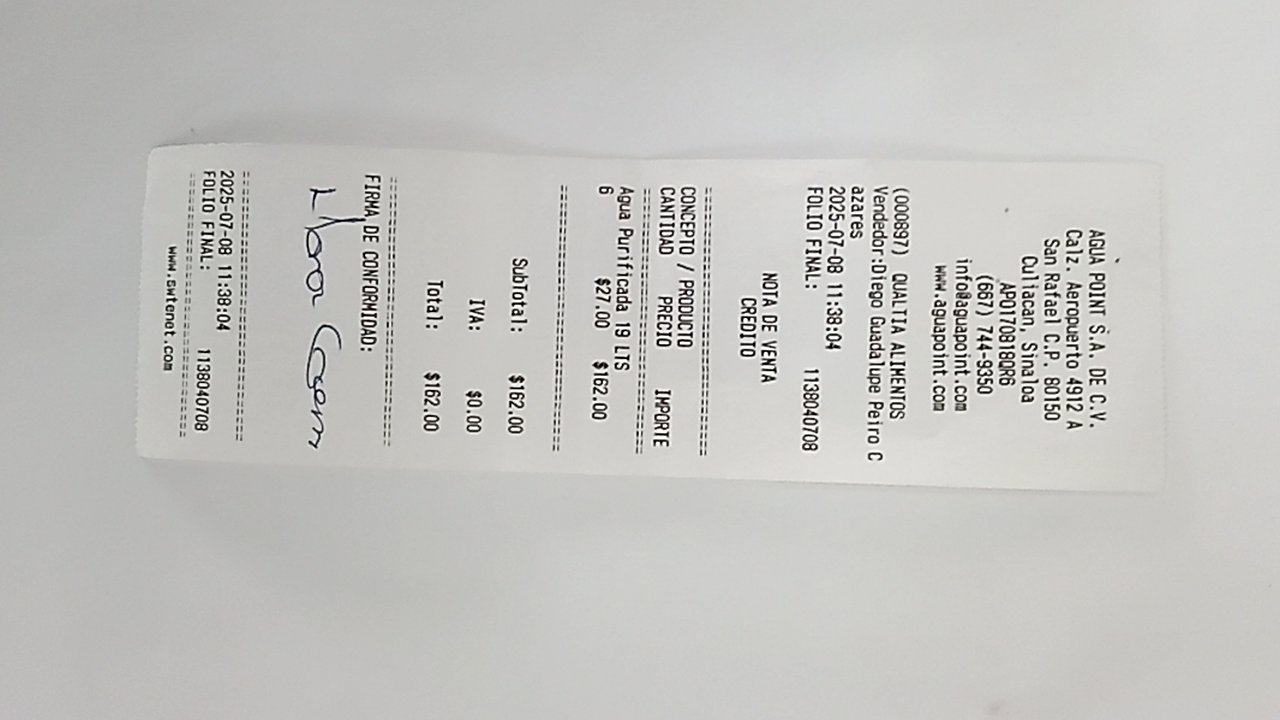 AGUA POINT S.A. DE C.V.
Calz. Aeropuerto 4912 A
San Rafael C.P. 80150
Culiacan, Sinaloa
APO170818QR6
(667) 744-9350
info@aguapoint.com
www.aguapoint.com
(000897) QUALTIA ALIMENTOS
Vendedor:Diego Guadalupe Peiro C
azares
2025-07-08 11:38:04
FOLIO FINAL: 1138040708
NOTA DE VENTA
CREDITO
================================
CONCEPTO / PRODUCTO
CANTIDAD PRECIO IMPORTE
================================
Agua Purificada 19 LTS
6 $27.00 $162.00
================================
SubTotal: $162.00
IVA: $0.00
Total: $162.00
================================
FIRMA DE CONFORMIDAD:
================================
2025-07-08 11:38:04
FOLIO FINAL: 1138040708
================================
www.swtenet.com